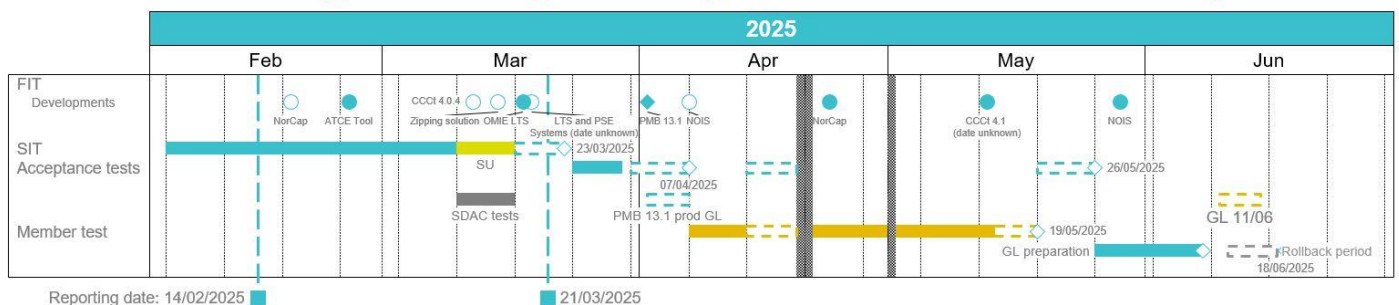 2025
Feb Mar Apr May Jun
FIT
Developments
CCCt 4.0.4
NorCap ATCE Tool Zipping solution OMIE LTS LTS and PSE PMB 13.1 NOIS NorCap CCCt 4.1 NOIS
Systems (date unknown) (date unknown)
SIT 23/03/2025
SU
Acceptance tests 26/05/2025
07/04/2025
SDAC tests PMB 13.1 prod GL GL 11/06
Member test 19/05/2025
GL preparation Rollback period
18/06/2025
Reporting date: 14/02/2025 21/03/2025